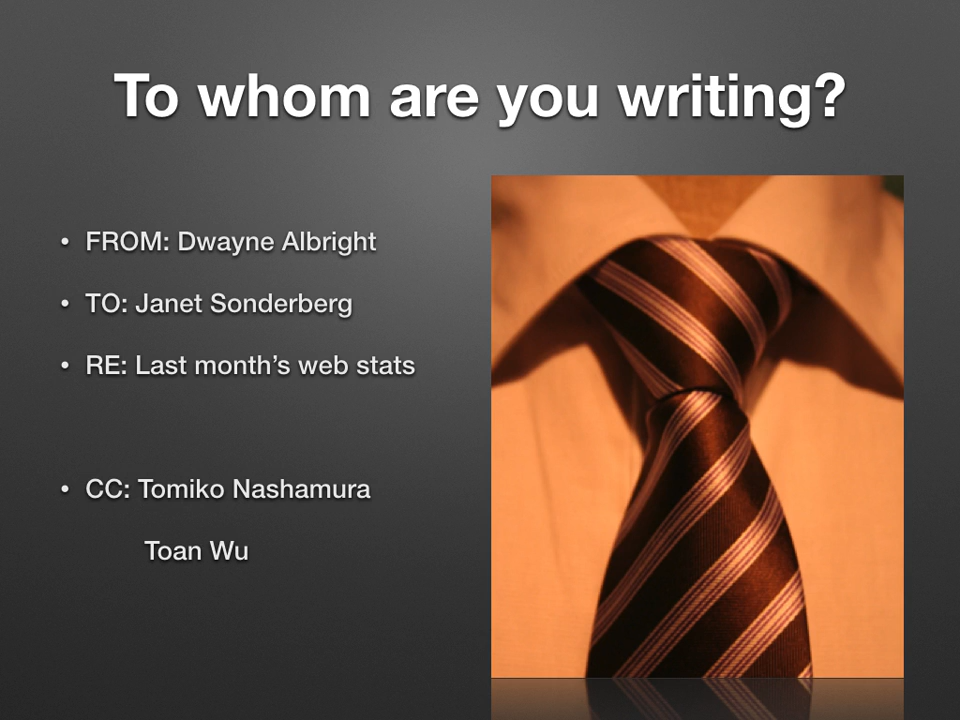 To whom are you writing?
• FROM: Dwayne Albright
• TO: Janet Sonderberg
• RE: Last month’s web stats
• CC: Tomiko Nashamura
Toan Wu